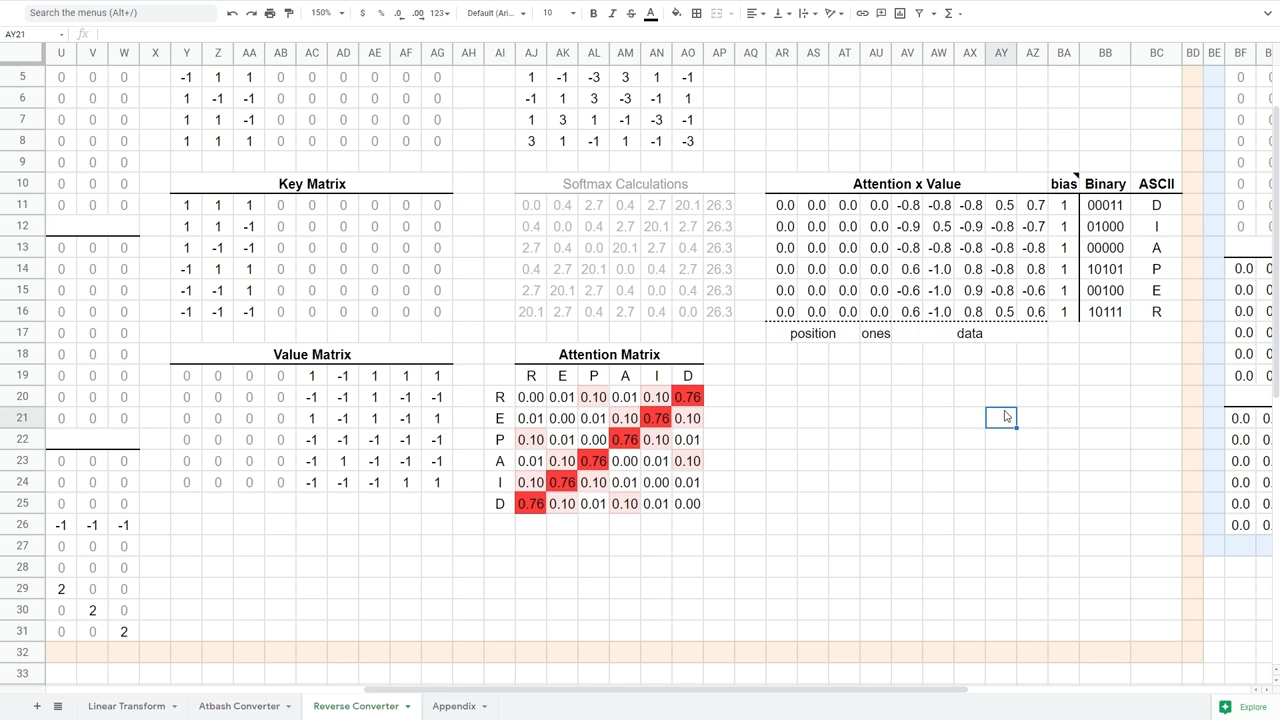 Search the menus (Alt+/) 150% $ % .0 .00 123 Default (Ari... 10 B I S A
AY21 fx
U V W X Y Z AA AB AC AD AE AF AG AH AI AJ AK AL AM AN AO AP AQ AR AS AT AU AV AW AX AY AZ BA BB BC BD BE BF
5 0 0 0 -1 1 1 0 0 0 0 0 0 1 -1 -3 3 1 -1 0
6 0 0 0 1 -1 -1 0 0 0 0 0 0 -1 1 3 -3 -1 1 0
7 0 0 0 1 1 -1 0 0 0 0 0 0 1 3 1 -1 -3 -1 0
8 0 0 0 1 1 1 0 0 0 0 0 0 3 1 -1 1 -1 -3 0
9 0 0 0 0
10 0 0 0 Key Matrix Softmax Calculations Attention x Value bias Binary ASCII 0
11 0 0 0 1 1 1 0 0 0 0 0 0 0.0 0.4 2.7 0.4 2.7 20.1 26.3 0.0 0.0 0.0 0.0 -0.8 -0.8 -0.8 0.5 0.7 1 00011 D 0
12 1 1 -1 0 0 0 0 0 0 0.4 0.0 0.4 2.7 20.1 2.7 26.3 0.0 0.0 0.0 0.0 -0.9 0.5 -0.9 -0.8 -0.7 1 01000 I
13 0 0 0 1 -1 -1 0 0 0 0 0 0 2.7 0.4 0.0 20.1 2.7 0.4 26.3 0.0 0.0 0.0 0.0 -0.8 -0.8 -0.8 -0.8 -0.8 1 00000 A
14 0 0 0 -1 1 1 0 0 0 0 0 0 0.4 2.7 20.1 0.0 0.4 2.7 26.3 0.0 0.0 0.0 0.0 0.6 -1.0 0.8 -0.8 0.8 1 10101 P 0.0
15 0 0 0 -1 -1 1 0 0 0 0 0 0 2.7 20.1 2.7 0.4 0.0 0.4 26.3 0.0 0.0 0.0 0.0 -0.6 -1.0 0.9 -0.8 -0.6 1 00100 E 0.0
16 0 0 0 -1 -1 -1 0 0 0 0 0 0 20.1 2.7 0.4 2.7 0.4 0.0 26.3 0.0 0.0 0.0 0.0 0.6 -1.0 0.8 0.5 0.6 1 10111 R 0.0
17 0 0 0 position ones data 0.0
18 0 0 0 Value Matrix Attention Matrix 0.0
19 0 0 0 0 0 0 0 1 -1 1 1 1 R E P A I D 0.0
20 0 0 0 0 0 0 0 -1 -1 1 -1 -1 R 0.00 0.01 0.10 0.01 0.10 0.76
21 0 0 0 0 0 0 0 1 -1 1 -1 1 E 0.01 0.00 0.01 0.10 0.76 0.10 0.0
22 0 0 0 0 -1 -1 -1 -1 -1 P 0.10 0.01 0.00 0.76 0.10 0.01 0.0
23 0 0 0 0 0 0 0 -1 1 -1 -1 -1 A 0.01 0.10 0.76 0.00 0.01 0.10 0.0
24 0 0 0 0 0 0 0 -1 -1 -1 1 1 I 0.10 0.76 0.10 0.01 0.00 0.01 0.0
25 0 0 0 D 0.76 0.10 0.01 0.10 0.01 0.00 0.0
26 -1 -1 -1 0.0
27 0 0 0
28 0 0 0
29 2 0 0
30 0 2 0
31 0 0 2
32
33
Linear Transform Atbash Converter Reverse Converter Appendix Explore